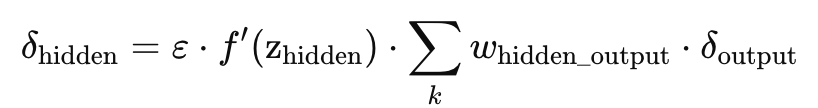 δ_hidden = ε · f′(z_hidden) · ∑_k w_hidden_output · δ_output